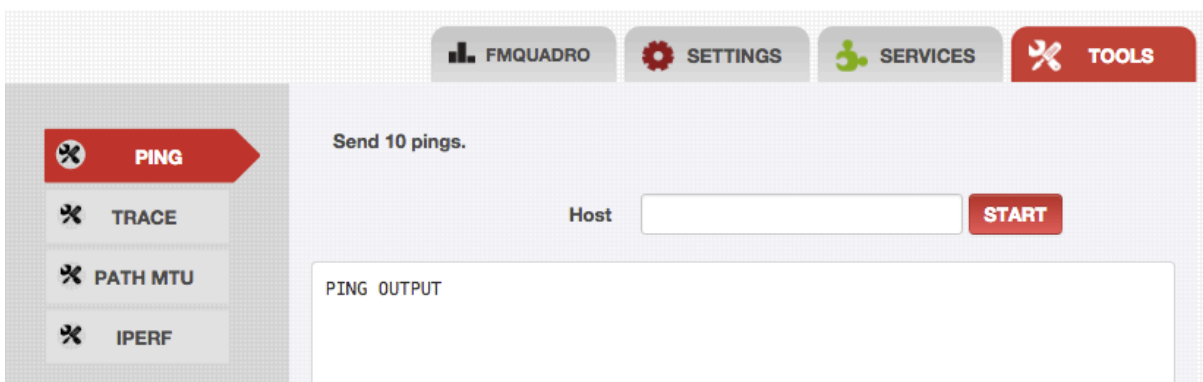 FMQUADRO
SETTINGS
SERVICES
TOOLS
PING
TRACE
PATH MTU
IPERF
Send 10 pings.
Host
START
PING OUTPUT